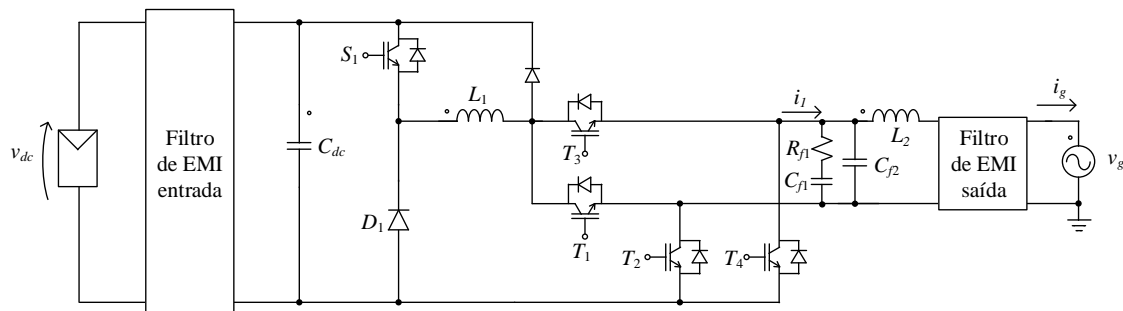 v_dc
Filtro
de EMI
entrada
C_dc
S_1
D_1
L_1
T_3
T_1
T_2
T_4
i_1
R_f1
C_f1
C_f2
L_2
Filtro
de EMI
saída
i_g
v_g